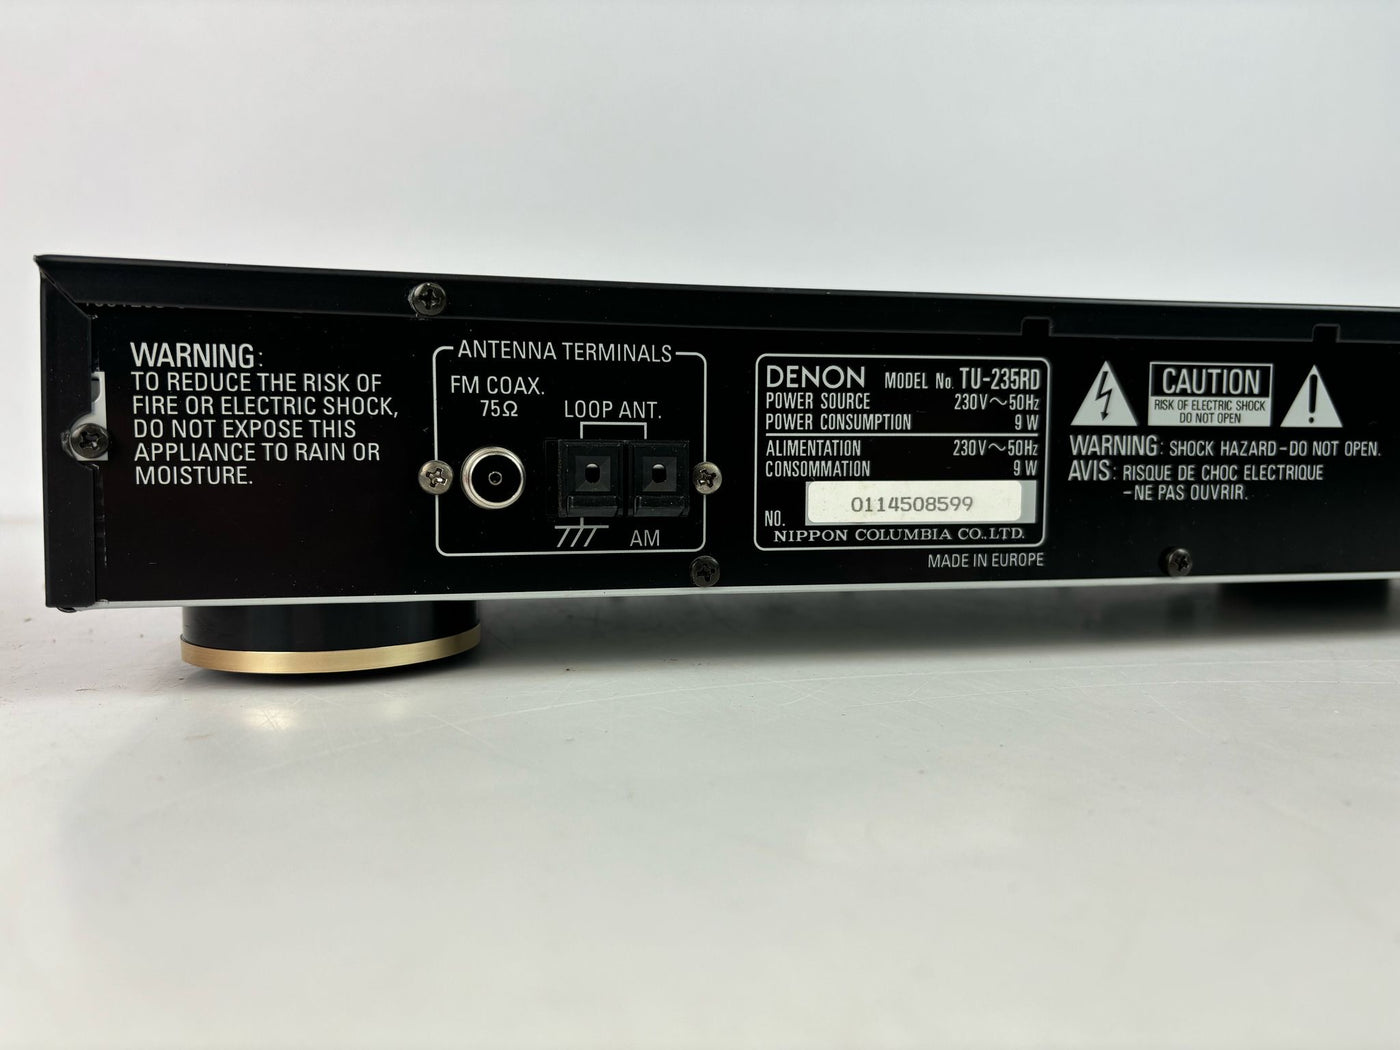 WARNING:
TO REDUCE THE RISK OF
FIRE OR ELECTRIC SHOCK,
DO NOT EXPOSE THIS
APPLIANCE TO RAIN OR
MOISTURE.
ANTENNA TERMINALS
FM COAX.
75Ω
LOOP ANT.
AM
DENON MODEL No. TU-235RD
POWER SOURCE 230V～50Hz
POWER CONSUMPTION 9 W
ALIMENTATION 230V～50Hz
CONSOMMATION 9 W
NO. 0114508599
NIPPON COLUMBIA CO.,LTD.
MADE IN EUROPE
CAUTION
RISK OF ELECTRIC SHOCK
DO NOT OPEN
WARNING: SHOCK HAZARD-DO NOT OPEN.
AVIS: RISQUE DE CHOC ELECTRIQUE
-NE PAS OUVRIR.